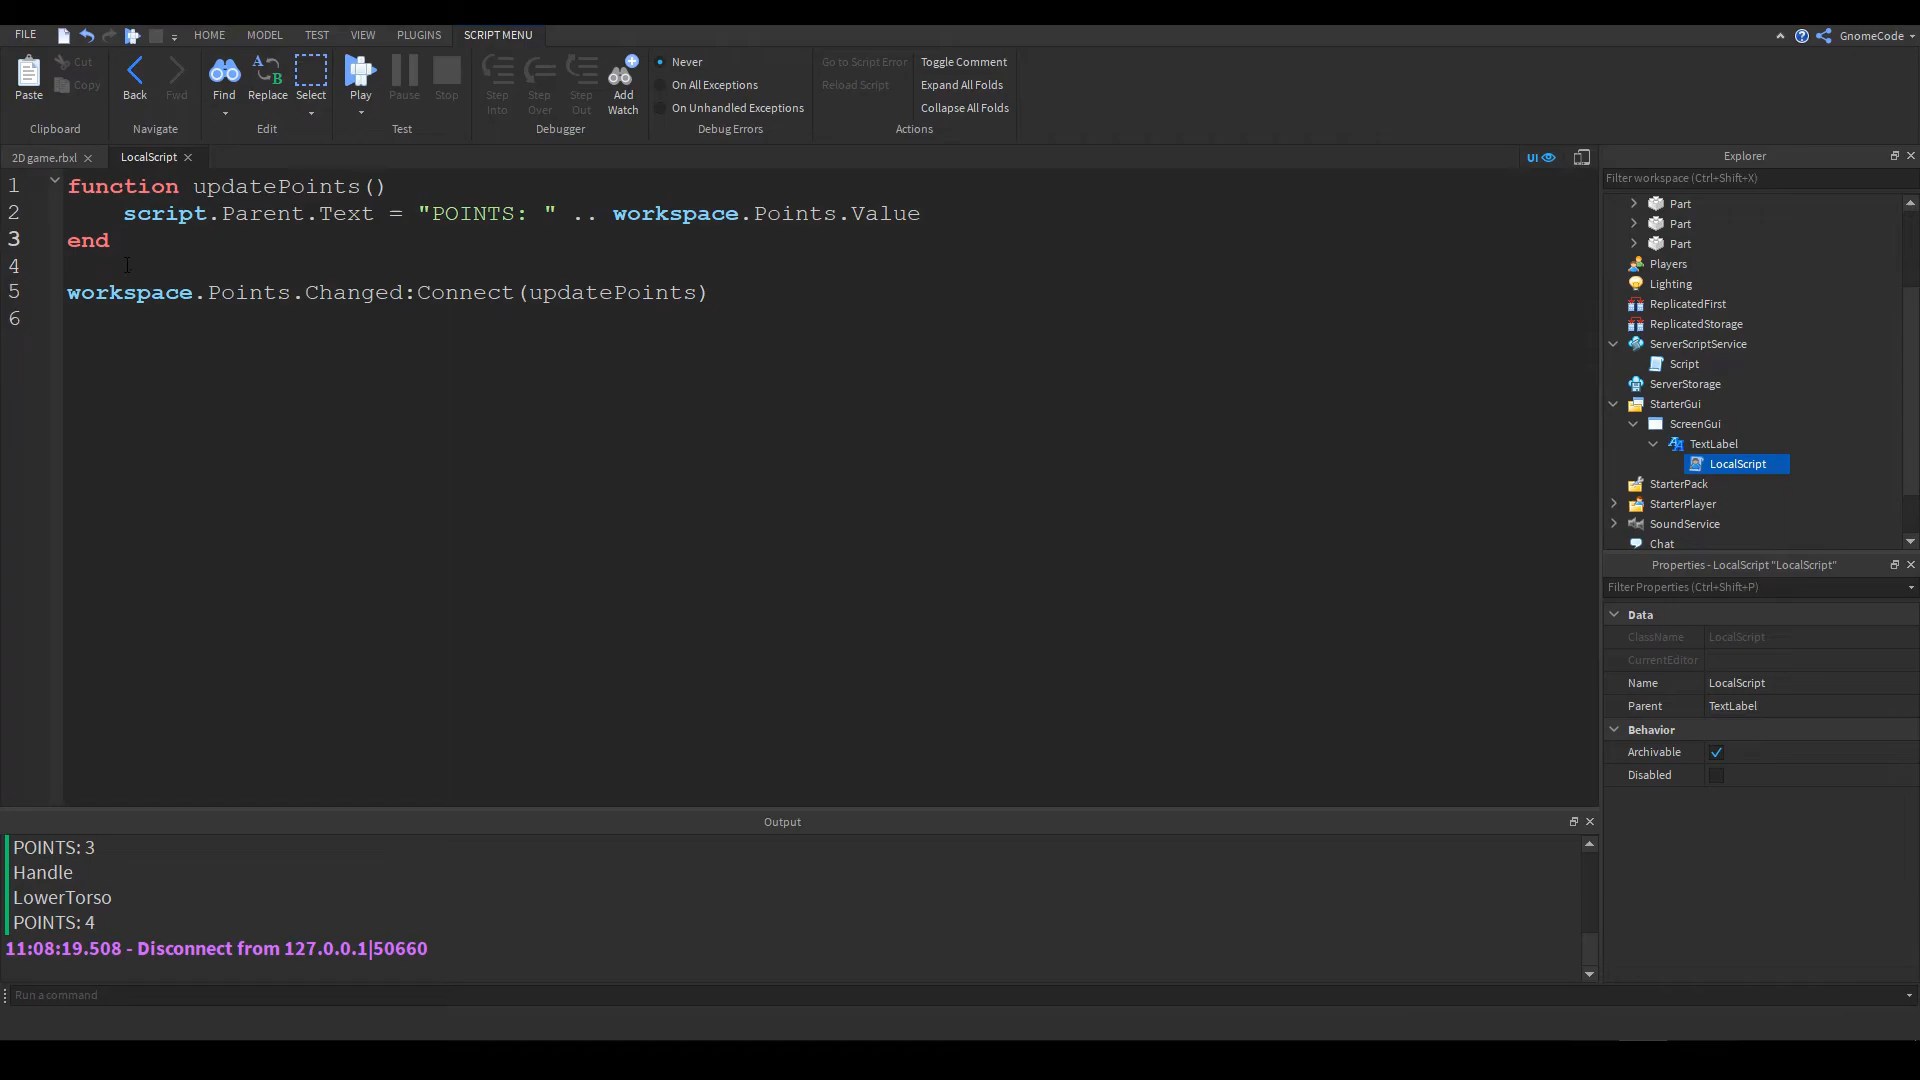 FILE HOME MODEL TEST VIEW PLUGINS SCRIPT MENU GnomeCode
Paste Cut Copy Back Fwd Find Replace Select Play Pause Stop Step Into Step Over Step Out Add Watch
Never
On All Exceptions
On Unhandled Exceptions
Go to Script Error
Reload Script
Toggle Comment
Expand All Folds
Collapse All Folds
Clipboard Navigate Edit Test Debugger Debug Errors Actions
2D game.rbxl LocalScript UI
1 function updatePoints()
2 script.Parent.Text = "POINTS: " .. workspace.Points.Value
3 end
4
5 workspace.Points.Changed:Connect(updatePoints)
6
Explorer
Filter workspace (Ctrl+Shift+X)
Part
Part
Part
Players
Lighting
ReplicatedFirst
ReplicatedStorage
ServerScriptService
Script
ServerStorage
StarterGui
ScreenGui
TextLabel
LocalScript
StarterPack
StarterPlayer
SoundService
Chat
Properties - LocalScript "LocalScript"
Filter Properties (Ctrl+Shift+P)
Data
ClassName LocalScript
CurrentEditor
Name LocalScript
Parent TextLabel
Behavior
Archivable
Disabled
Output
POINTS: 3
Handle
LowerTorso
POINTS: 4
11:08:19.508 - Disconnect from 127.0.0.1|50660
Run a command